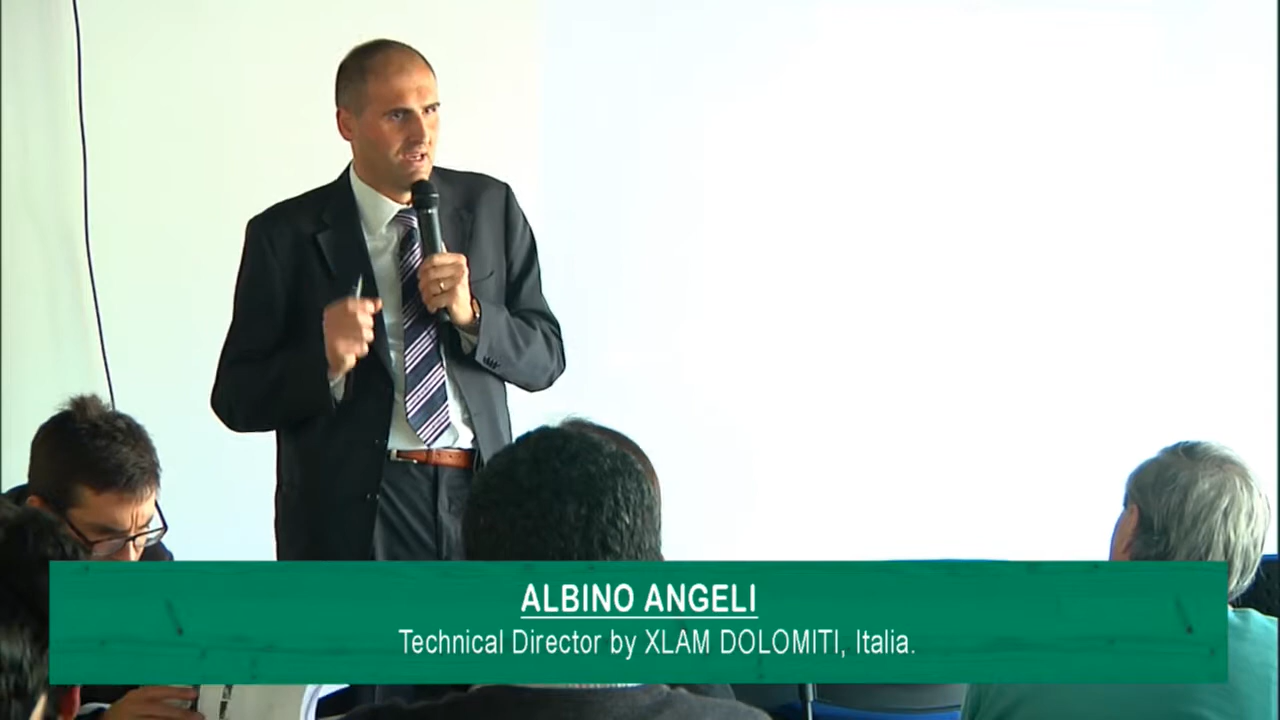 ALBINO ANGELI
Technical Director by XLAM DOLOMITI, Italia.